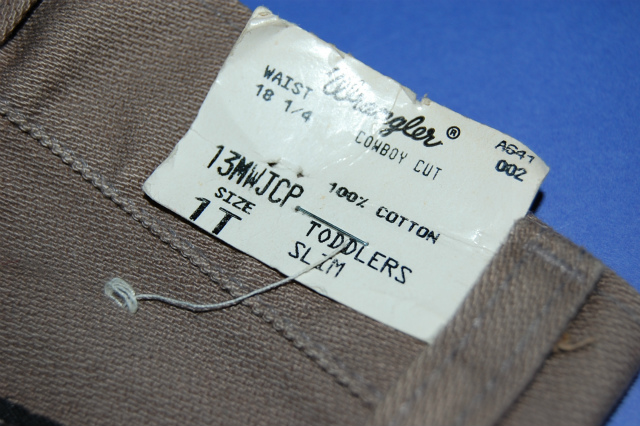 WAIST Wrangler® A641
18 1/4 COWBOY CUT 002
13MWJCP 100% COTTON
SIZE TODDLERS
1T SLIM